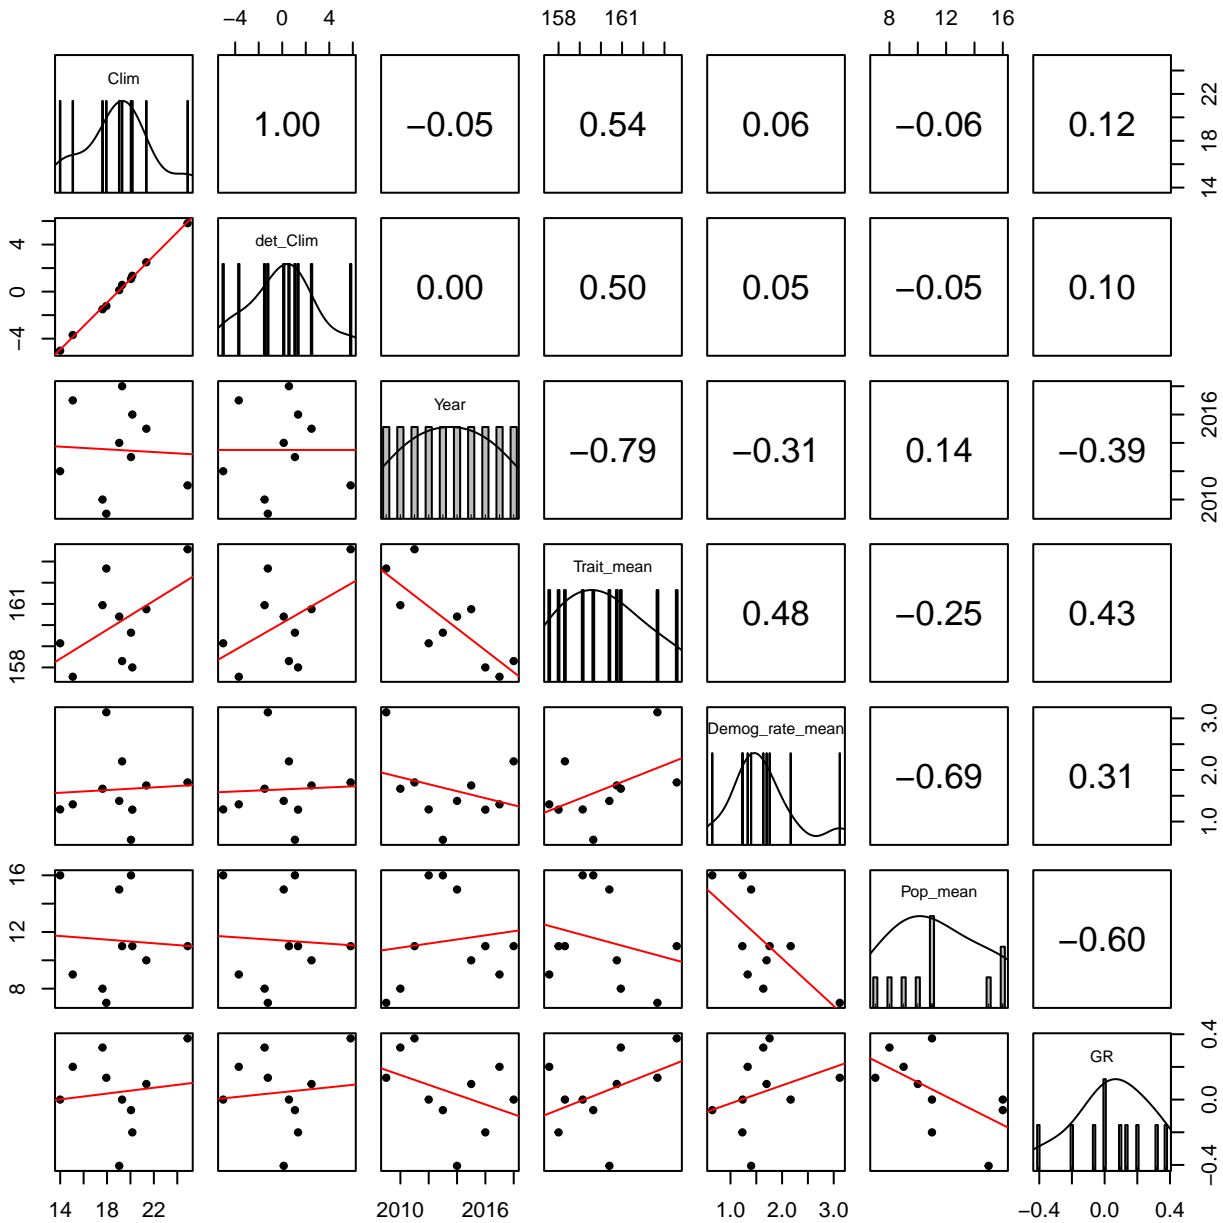 −4 0 4 158 161 8 10 12 14 16
Clim 1.00 −0.05 0.54 0.06 −0.06 0.12 14 18 22
−4 0 4 det_Clim 0.00 0.50 0.05 −0.05 0.10
Year −0.79 −0.31 0.14 −0.39 2010 2016
158 161 Trait_mean 0.48 −0.25 0.43
Demog_rate_mean −0.69 0.31 1.0 2.0 3.0
8 12 16 Pop_mean −0.60
GR −0.4 0.0 0.4
14 18 22 2010 2016 1.0 2.0 3.0 −0.4 0.0 0.4